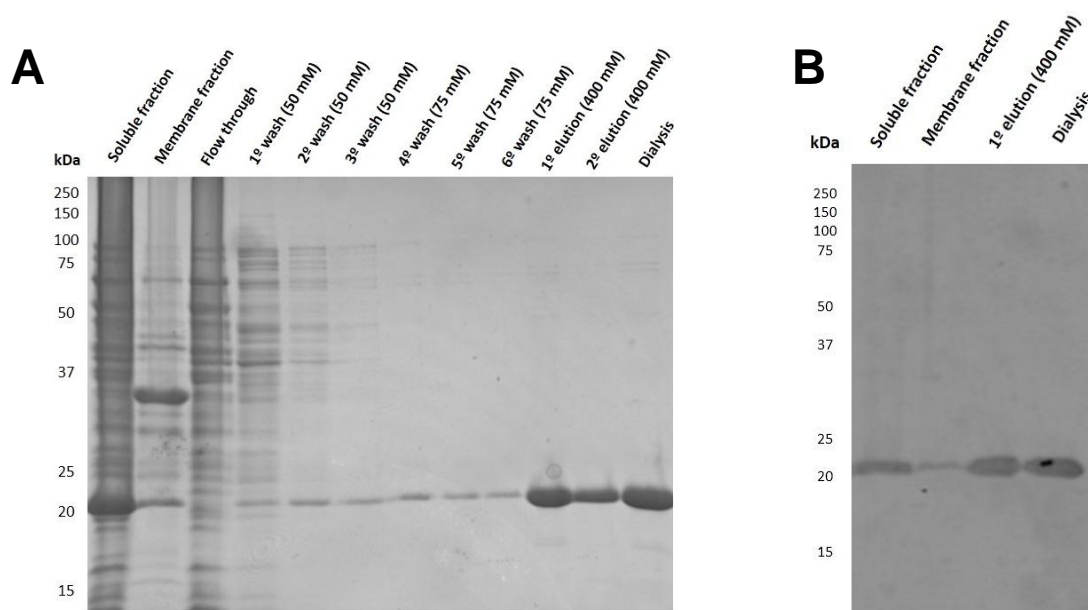 A
Soluble fraction
Membrane fraction
Flow through
1º wash (50 mM)
2º wash (50 mM)
3º wash (50 mM)
4º wash (75 mM)
5º wash (75 mM)
6º wash (75 mM)
1º elution (400 mM)
2º elution (400 mM)
Dialysis
kDa
250
150
100
75
50
37
25
20
15
B
Soluble fraction
Membrane fraction
1º elution (400 mM)
Dialysis
kDa
250
150
100
75
50
37
25
20
15